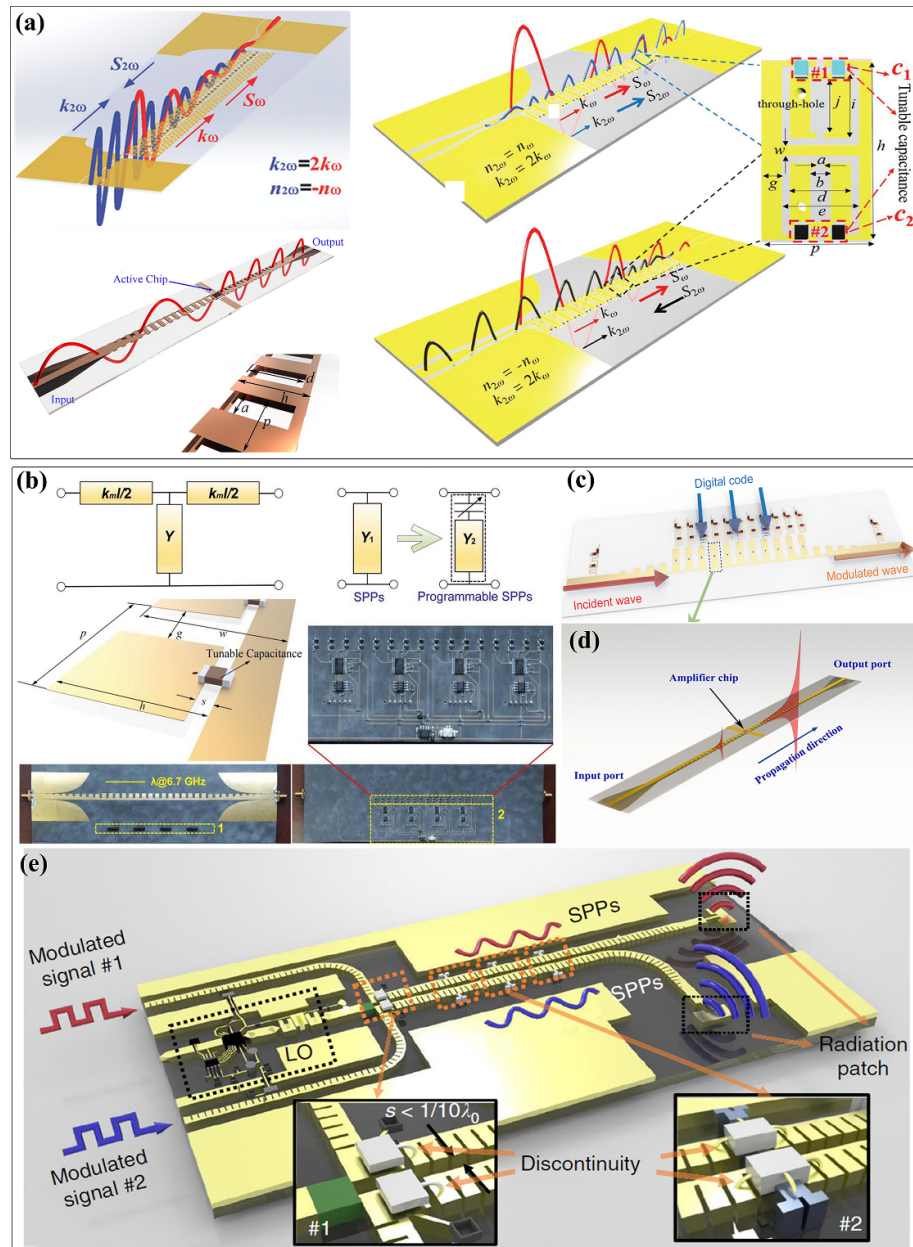 (a)
S2ω
k2ω
Sω
kω
k2ω=2kω
n2ω=-nω
Output
Active Chip
Input
d
h
a
p
kω
Sω
k2ω
S2ω
n2ω = nω
k2ω = 2kω
kω
Sω
k2ω
S2ω
n2ω = -nω
k2ω = 2kω
#1
c1
through-hole
j
i
w
h
a
g
b
d
e
#2
c2
p
Tunable capacitance
(b)
kml/2
kml/2
Y
Y1
Y2
SPPs
Programmable SPPs
p
g
w
Tunable Capacitance
s
h
λ@6.7 GHz
1
2
(c)
Digital code
Incident wave
Modulated wave
(d)
Output port
Amplifier chip
Propagation direction
Input port
(e)
SPPs
Modulated
signal #1
SPPs
LO
Radiation
patch
s < 1/10λ0
Modulated
signal #2
Discontinuity
#1
#2